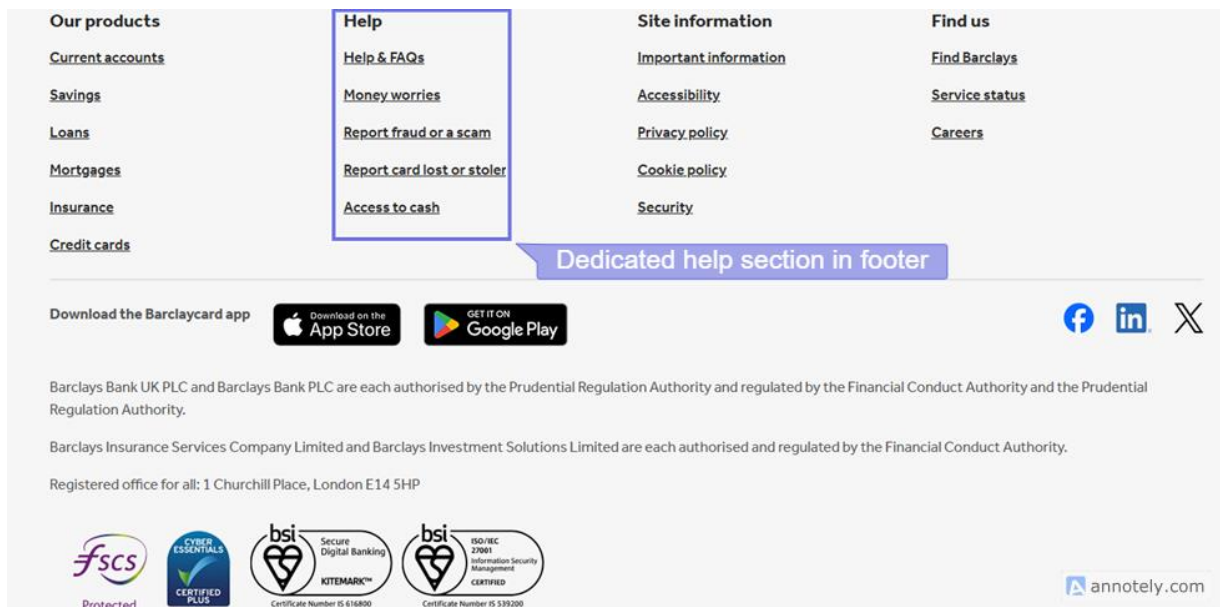 Our products
Current accounts
Savings
Loans
Mortgages
Insurance
Credit cards
Help
Help & FAQs
Money worries
Report fraud or a scam
Report card lost or stolen
Access to cash
Site information
Important information
Accessibility
Privacy policy
Cookie policy
Security
Find us
Find Barclays
Service status
Careers
Dedicated help section in footer
Download the Barclaycard app
Download on the
App Store
GET IT ON
Google Play
in
X
Barclays Bank UK PLC and Barclays Bank PLC are each authorised by the Prudential Regulation Authority and regulated by the Financial Conduct Authority and the Prudential
Regulation Authority.
Barclays Insurance Services Company Limited and Barclays Investment Solutions Limited are each authorised and regulated by the Financial Conduct Authority.
Registered office for all: 1 Churchill Place, London E14 5HP
fscs
Protected
CYBER
ESSENTIALS
CERTIFIED
PLUS
bsi
Secure
Digital Banking
KITEMARK™
Certificate Number IS 616800
bsi
ISO/IEC
27001
Information Security
Management
CERTIFIED
Certificate Number IS 539200
annotely.com